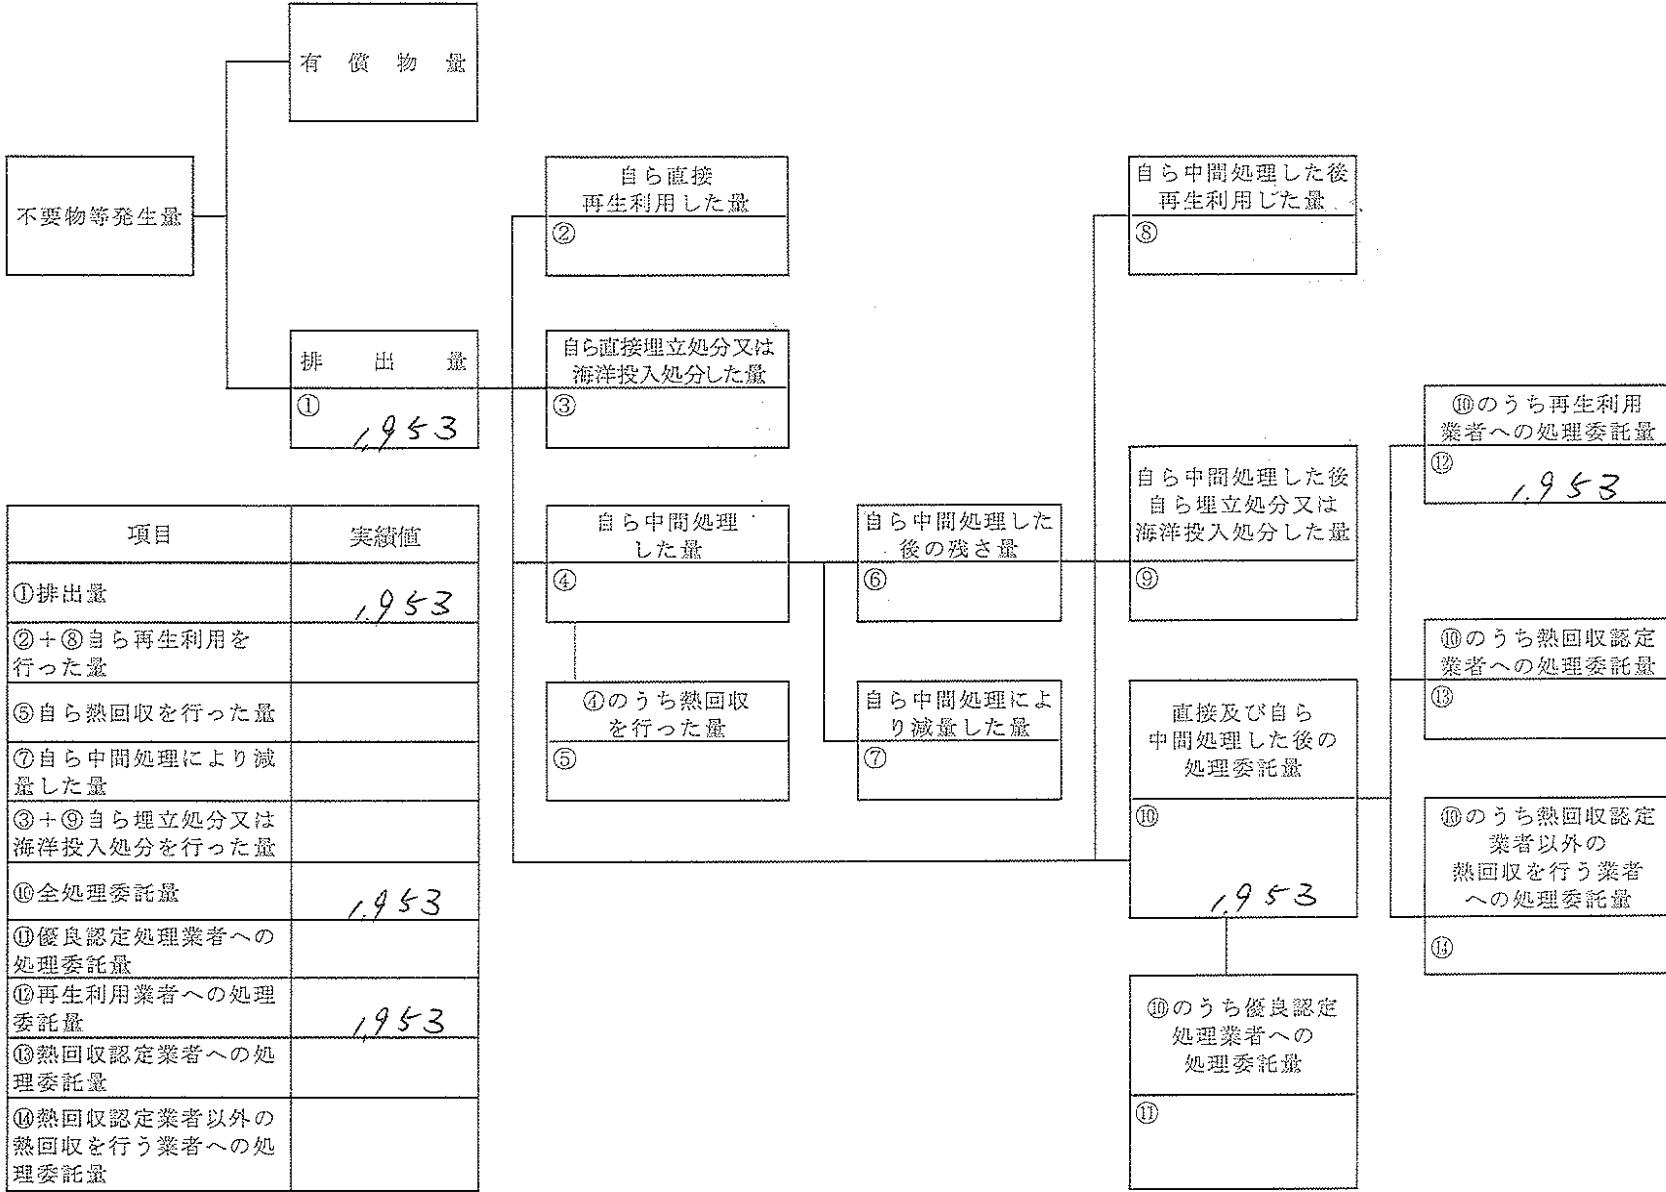 有償物量
不要物等発生量
排出量
①
1,953
自ら直接
再生利用した量
②
自ら直接埋立処分又は
海洋投入処分した量
③
自ら中間処理
した量
④
④のうち熱回収
を行った量
⑤
自ら中間処理した
後の残さ量
⑥
自ら中間処理によ
り減量した量
⑦
自ら中間処理した後
再生利用した量
⑧
自ら中間処理した後
自ら埋立処分又は
海洋投入処分した量
⑨
直接及び自ら
中間処理した後の
処理委託量
⑩
1,953
⑩のうち優良認定
処理業者への
処理委託量
⑪
⑩のうち再生利用
業者への処理委託量
⑫
1,953
⑩のうち熱回収認定
業者への処理委託量
⑬
⑩のうち熱回収認定
業者以外の
熱回収を行う業者
への処理委託量
⑭
項目 実績値
①排出量 1,953
②+⑧自ら再生利用を
行った量
⑤自ら熱回収を行った量
⑦自ら中間処理により減
量した量
③+⑨自ら埋立処分又は
海洋投入処分を行った量
⑩全処理委託量 1,953
⑪優良認定処理業者への
処理委託量
⑫再生利用業者への処理
委託量 1,953
⑬熱回収認定業者への処
理委託量
⑭熱回収認定業者以外の
熱回収を行う業者への処
理委託量